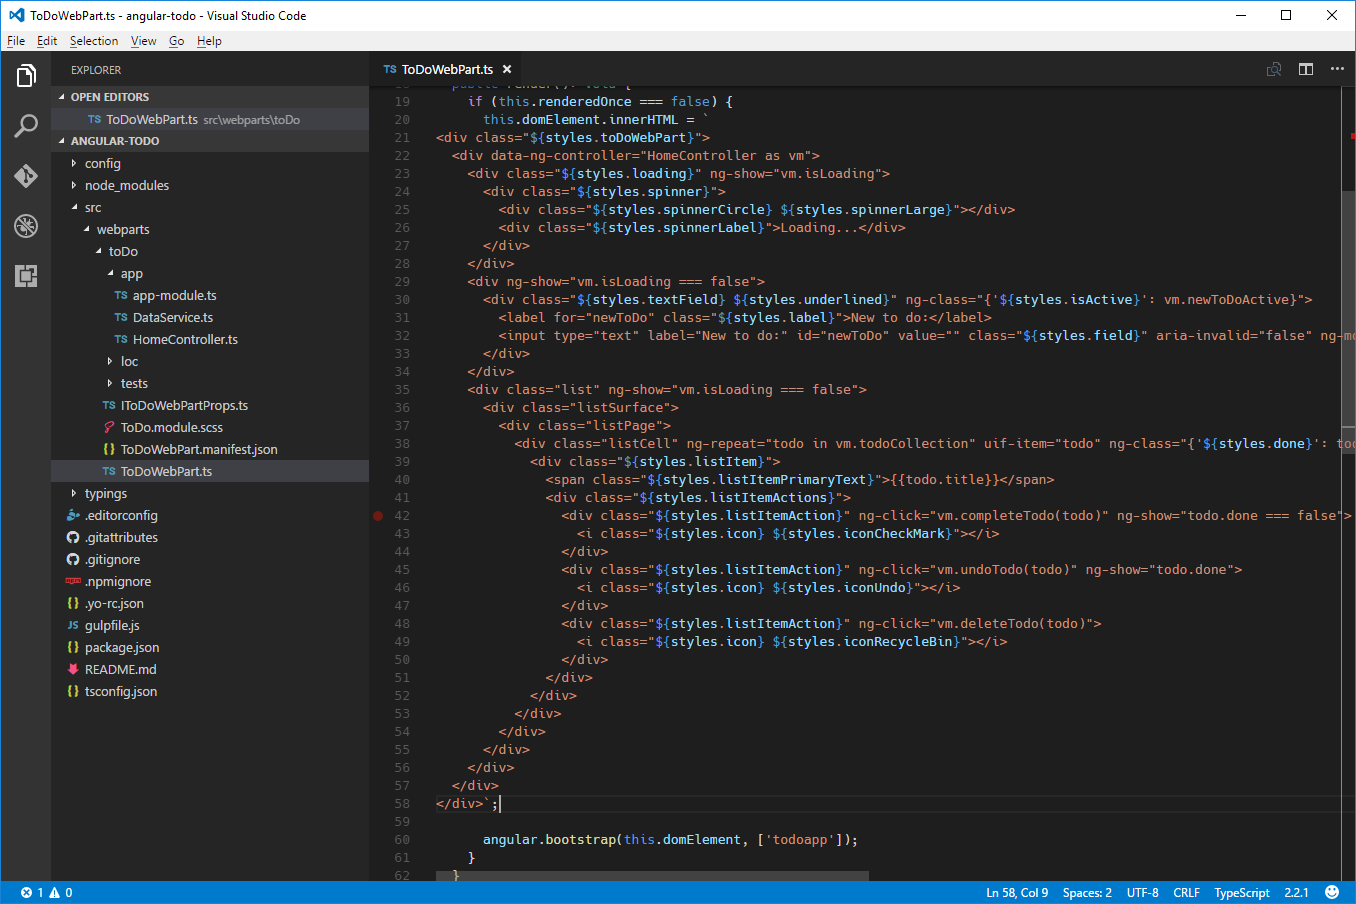 ToDoWebPart.ts - angular-todo - Visual Studio Code
File Edit Selection View Go Help
EXPLORER
OPEN EDITORS
TS ToDoWebPart.ts src\webparts\toDo
ANGULAR-TODO
config
node_modules
src
webparts
toDo
app
TS app-module.ts
TS DataService.ts
TS HomeController.ts
loc
tests
TS IToDoWebPartProps.ts
ToDo.module.scss
{} ToDoWebPart.manifest.json
TS ToDoWebPart.ts
typings
.editorconfig
.gitattributes
.gitignore
.npmignore
{} .yo-rc.json
JS gulpfile.js
{} package.json
README.md
{} tsconfig.json
TS ToDoWebPart.ts
19 if (this.renderedOnce === false) {
20 this.domElement.innerHTML = `
21 <div class="${styles.toDoWebPart}">
22 <div data-ng-controller="HomeController as vm">
23 <div class="${styles.loading}" ng-show="vm.isLoading">
24 <div class="${styles.spinner}">
25 <div class="${styles.spinnerCircle} ${styles.spinnerLarge}"></div>
26 <div class="${styles.spinnerLabel}">Loading...</div>
27 </div>
28 </div>
29 <div ng-show="vm.isLoading === false">
30 <div class="${styles.textField} ${styles.underlined}" ng-class="{'${styles.isActive}': vm.newToDoActive}">
31 <label for="newToDo" class="${styles.label}">New to do:</label>
32 <input type="text" label="New to do:" id="newToDo" value="" class="${styles.field}" aria-invalid="false" ng-mo
33 </div>
34 </div>
35 <div class="list" ng-show="vm.isLoading === false">
36 <div class="listSurface">
37 <div class="listPage">
38 <div class="listCell" ng-repeat="todo in vm.todoCollection" uif-item="todo" ng-class="{'${styles.done}': tod
39 <div class="${styles.listItem}">
40 <span class="${styles.listItemPrimaryText}">{{todo.title}}</span>
41 <div class="${styles.listItemActions}">
42 <div class="${styles.listItemAction}" ng-click="vm.completeTodo(todo)" ng-show="todo.done === false">
43 <i class="${styles.icon} ${styles.iconCheckMark}"></i>
44 </div>
45 <div class="${styles.listItemAction}" ng-click="vm.undoTodo(todo)" ng-show="todo.done">
46 <i class="${styles.icon} ${styles.iconUndo}"></i>
47 </div>
48 <div class="${styles.listItemAction}" ng-click="vm.deleteTodo(todo)">
49 <i class="${styles.icon} ${styles.iconRecycleBin}"></i>
50 </div>
51 </div>
52 </div>
53 </div>
54 </div>
55 </div>
56 </div>
57 </div>
58 </div>`;
59
60 angular.bootstrap(this.domElement, ['todoapp']);
61 }
62 }
1 0
Ln 58, Col 9 Spaces: 2 UTF-8 CRLF TypeScript 2.2.1